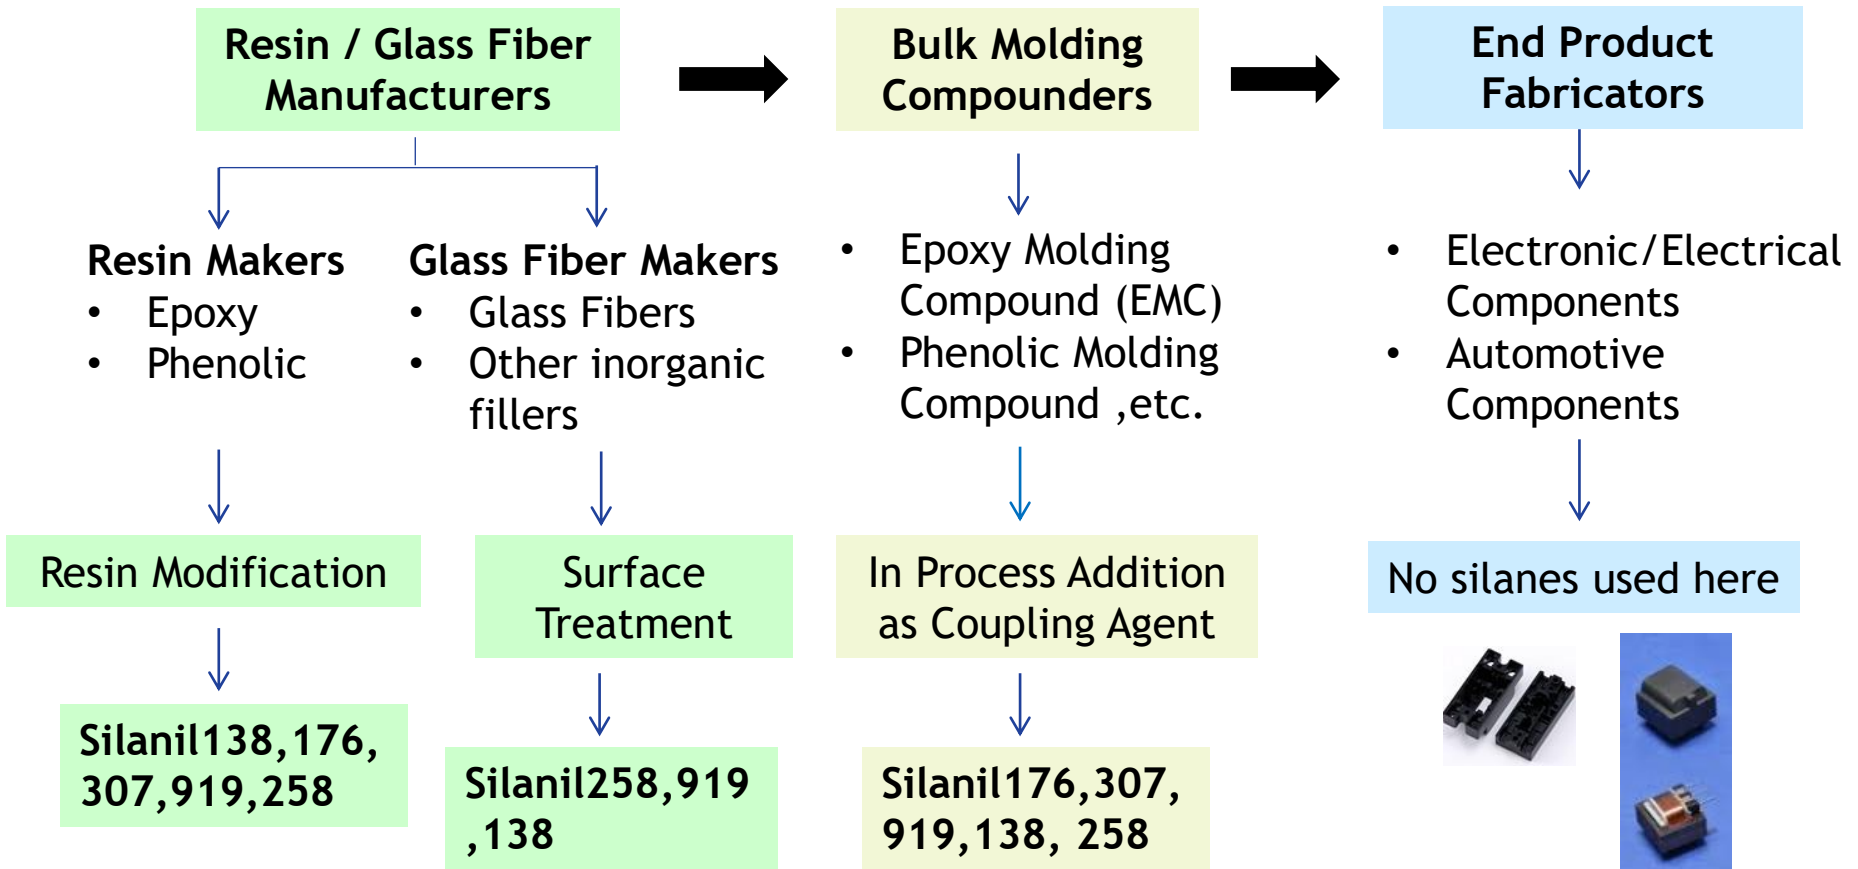 Resin / Glass Fiber
Manufacturers
Bulk Molding
Compounders
End Product
Fabricators
Resin Makers
• Epoxy
• Phenolic
Glass Fiber Makers
• Glass Fibers
• Other inorganic
fillers
• Epoxy Molding
Compound (EMC)
• Phenolic Molding
Compound ,etc.
• Electronic/Electrical
Components
• Automotive
Components
Resin Modification
Surface
Treatment
In Process Addition
as Coupling Agent
No silanes used here
Silanil138,176,
307,919,258
Silanil258,919
,138
Silanil176,307,
919,138, 258